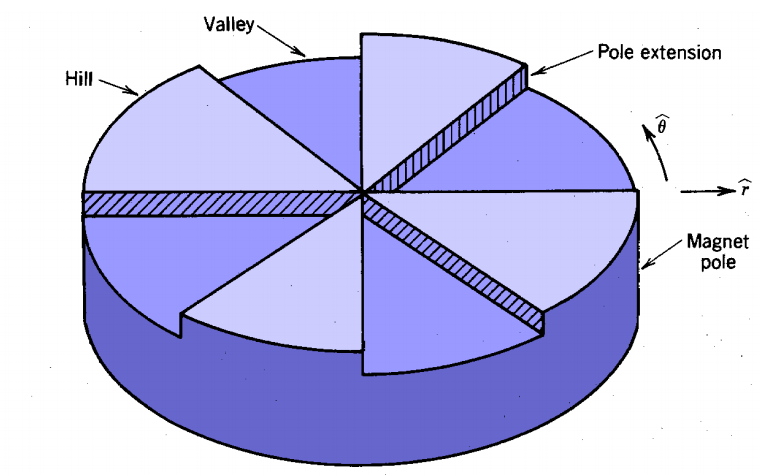 Valley
Pole extension
Hill
θ̂
r̂
Magnet
pole